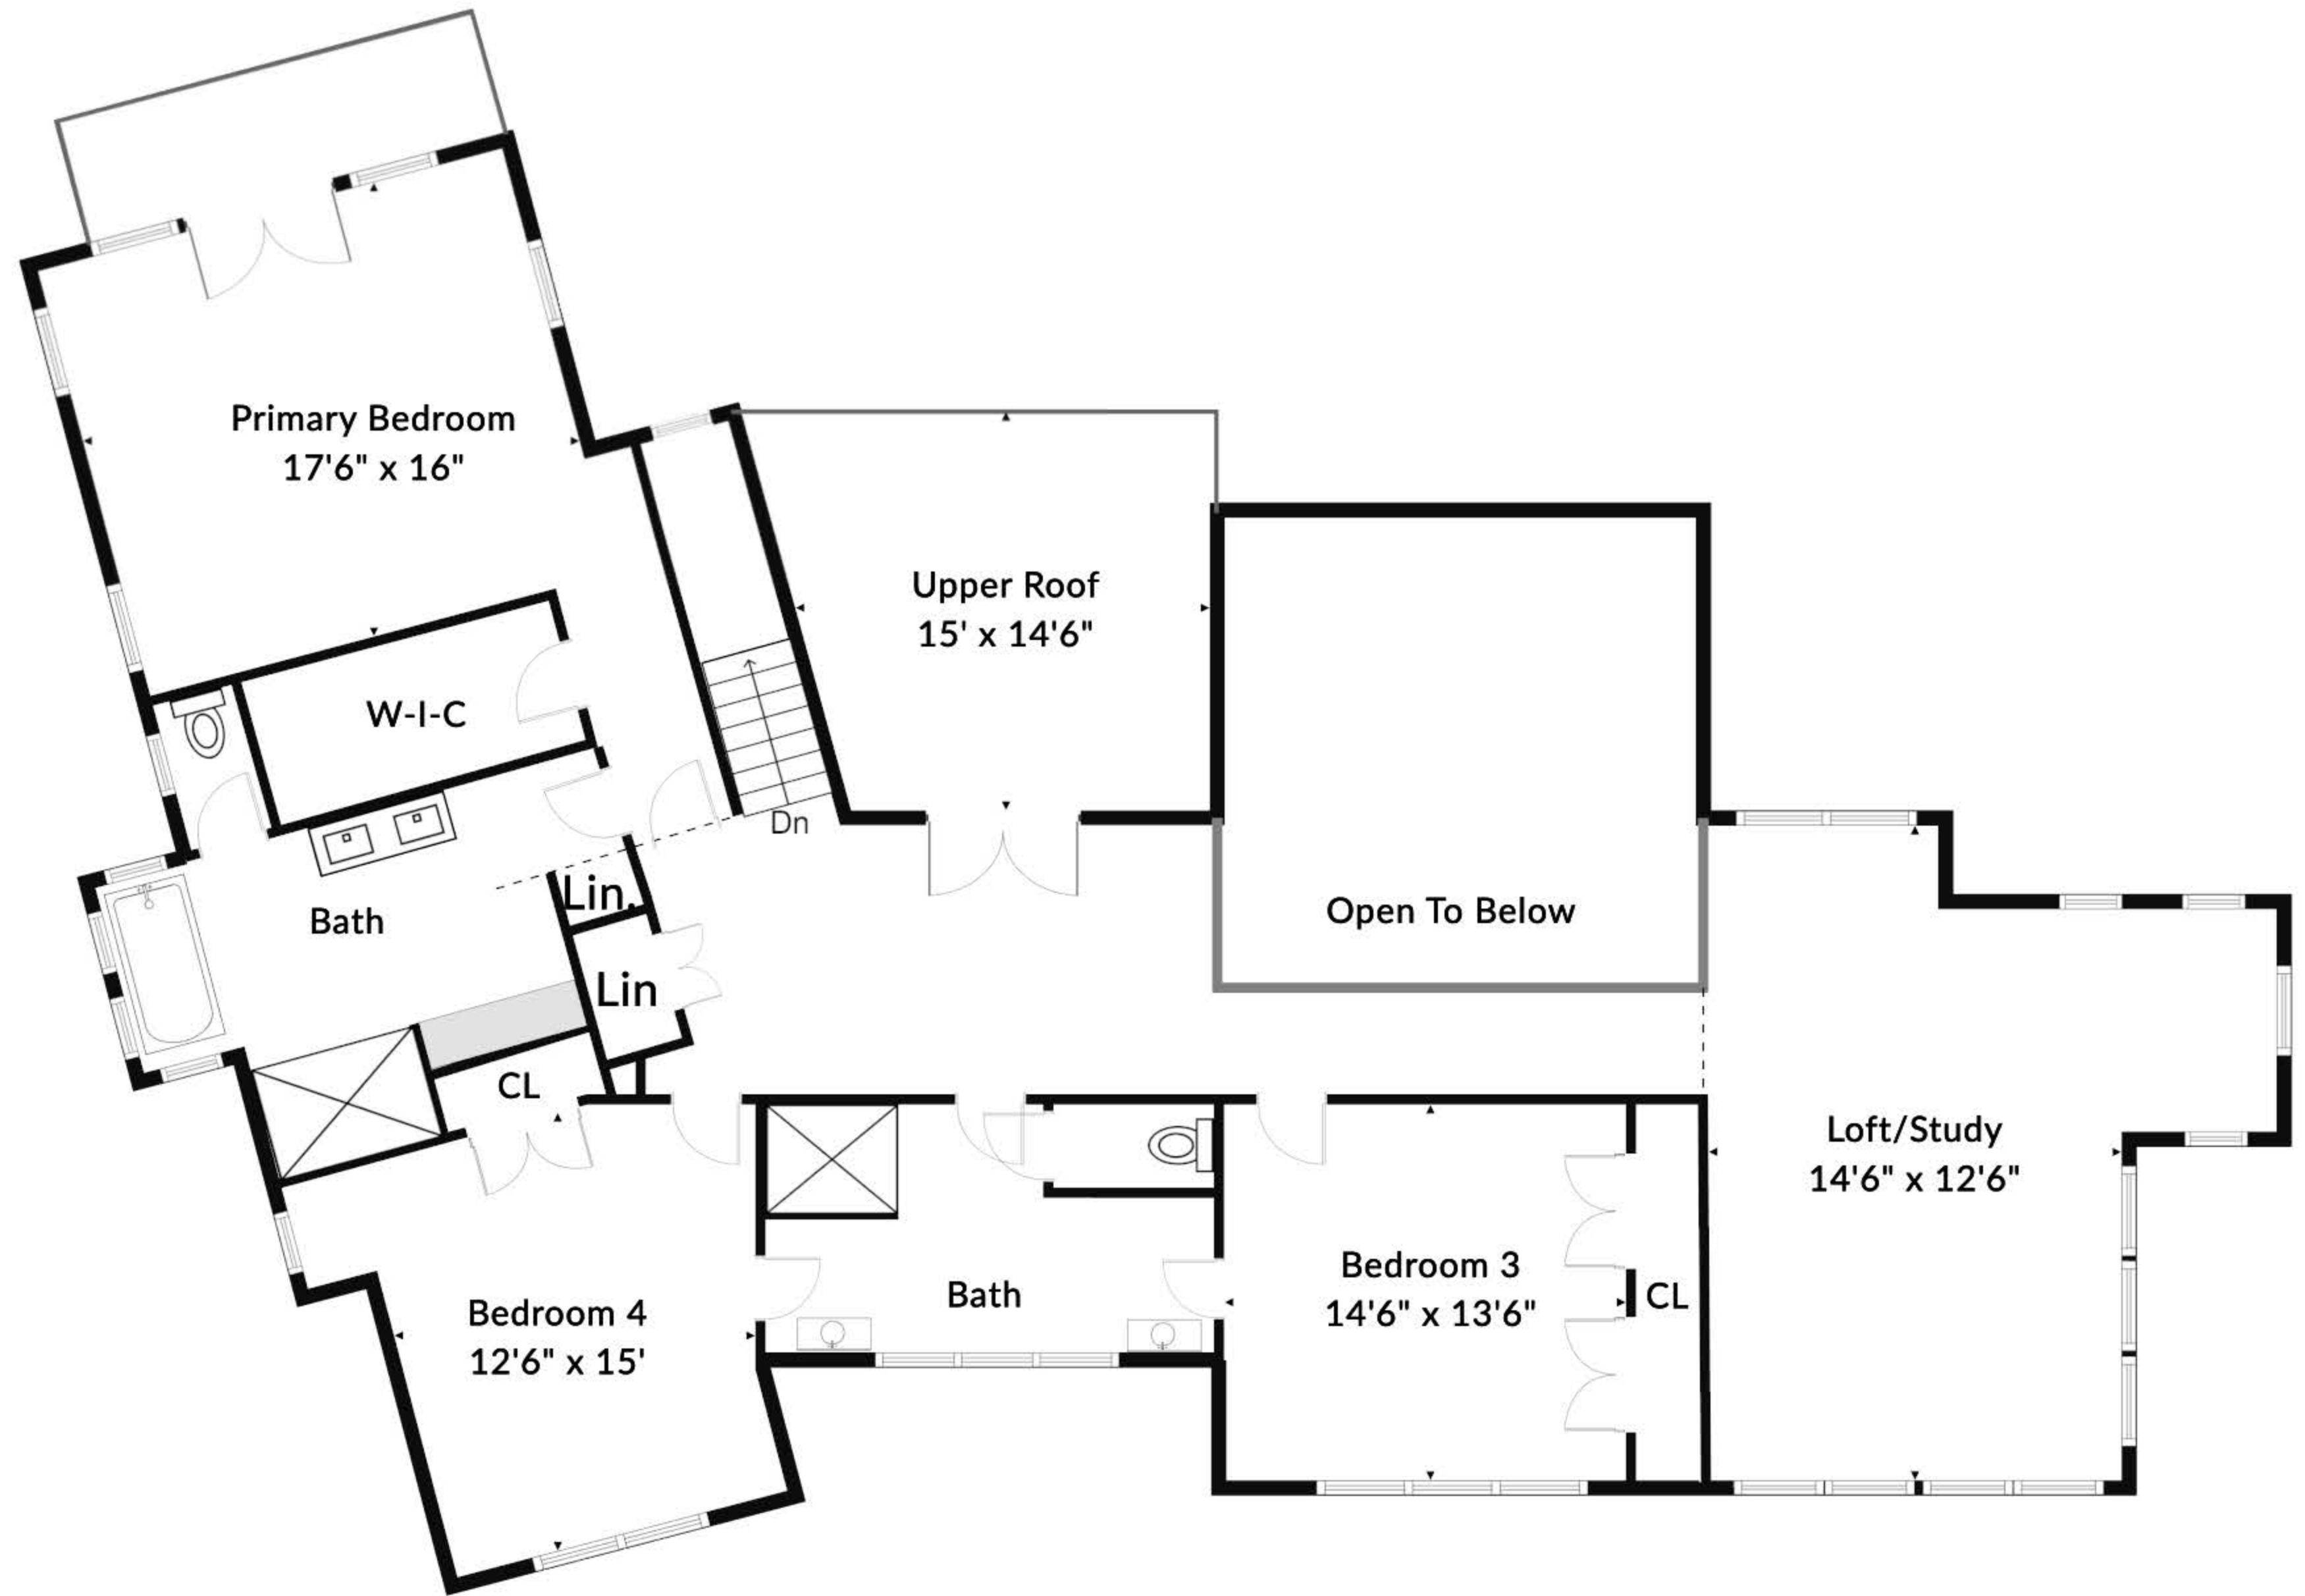 Primary Bedroom
17'6" x 16"
Upper Roof
15' x 14'6"
W-I-C
Dn
Lin.
Bath
Open To Below
Lin
CL
Loft/Study
14'6" x 12'6"
Bedroom 4
12'6" x 15'
Bath
Bedroom 3
14'6" x 13'6"
CL